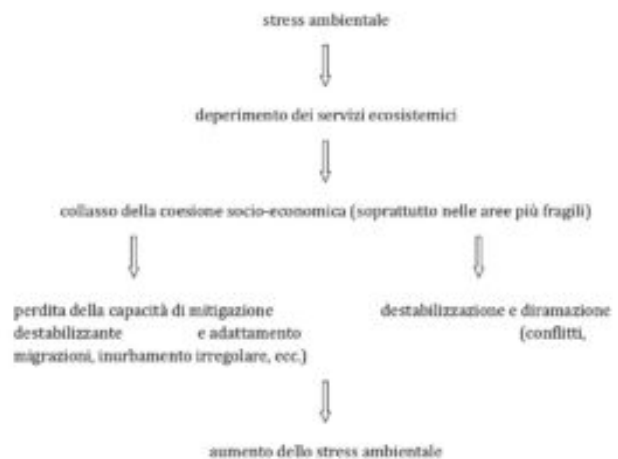 stress ambientale
deperimento dei servizi ecosistemici
collasso della coesione socio-economica (soprattutto nelle aree più fragili)
perdita della capacità di mitigazione destabilizzazione e diramazione
destabilizzante e adattamento (conflitti,
migrazioni, inurbamento irregolare, ecc.)
aumento dello stress ambientale